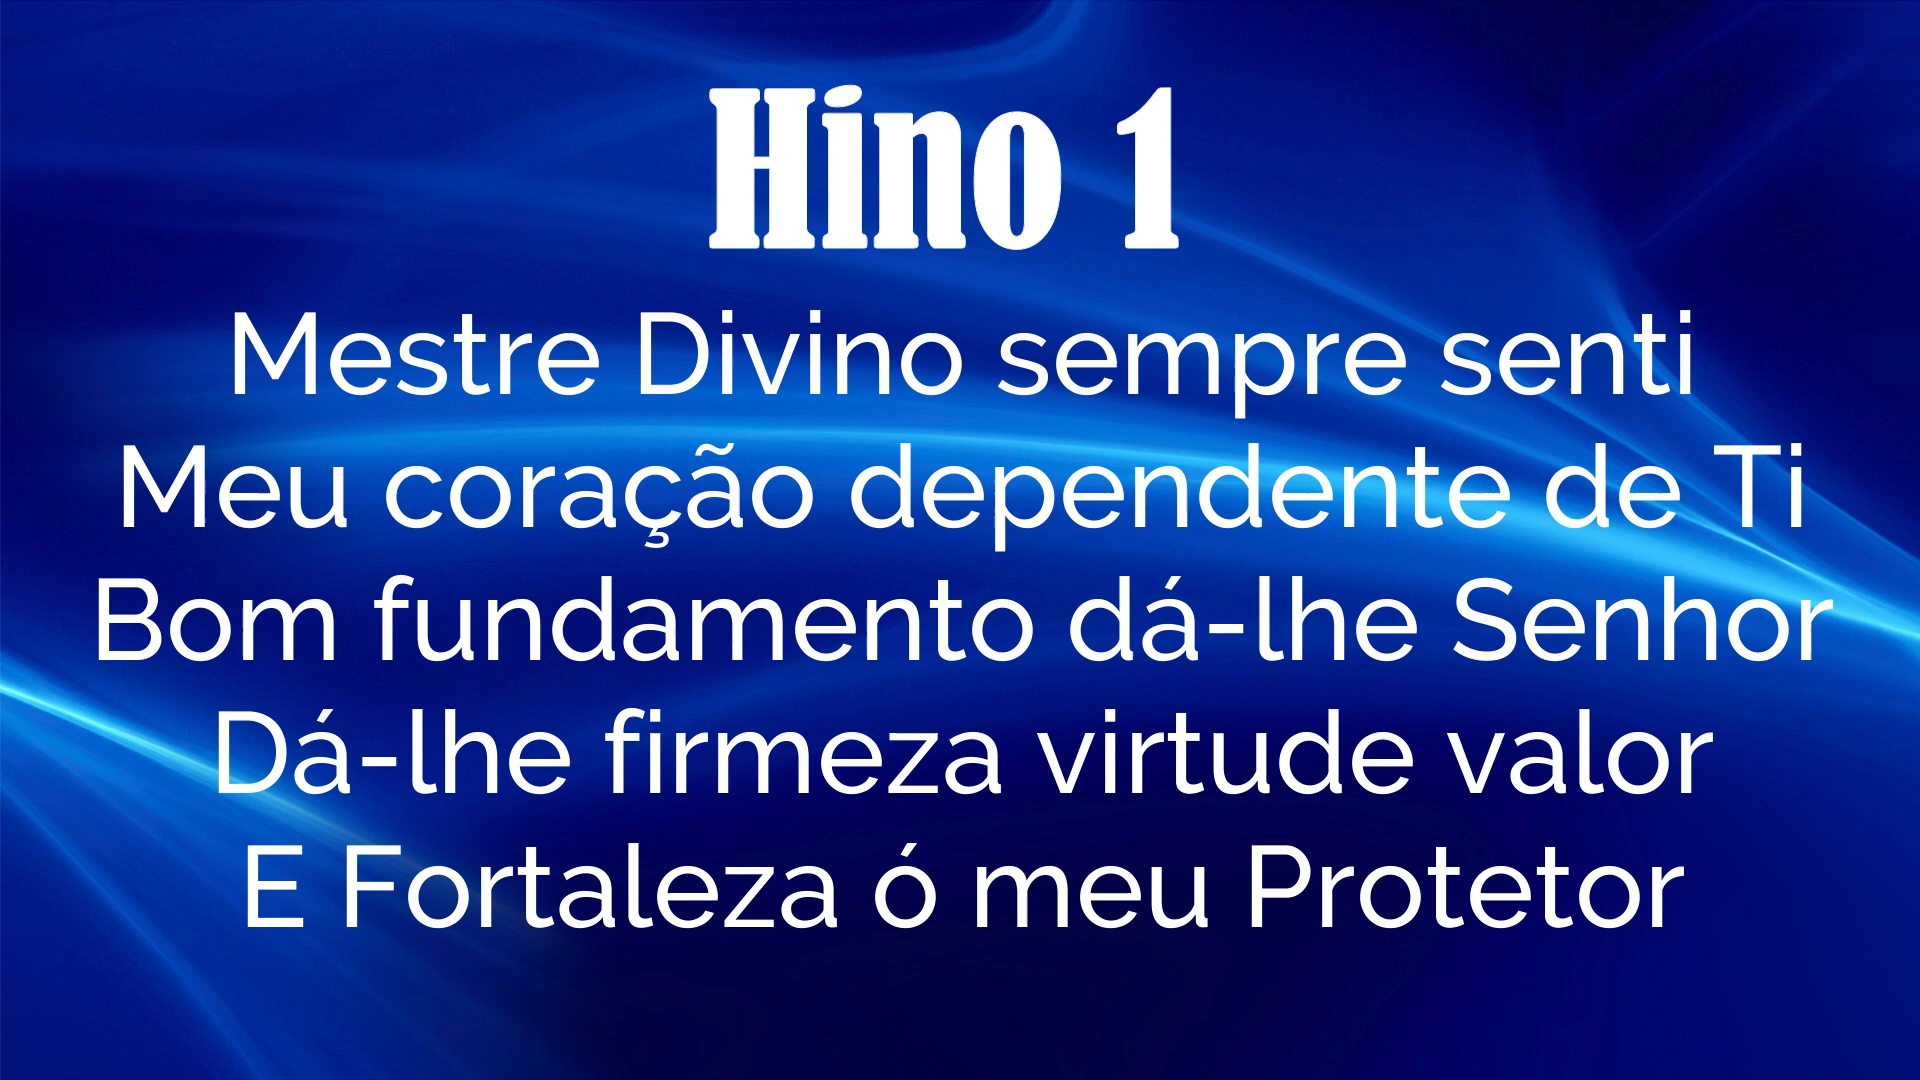 Hino 1
Mestre Divino sempre senti
Meu coração dependente de Ti
Bom fundamento dá-lhe Senhor
Dá-lhe firmeza virtude valor
E Fortaleza ó meu Protetor